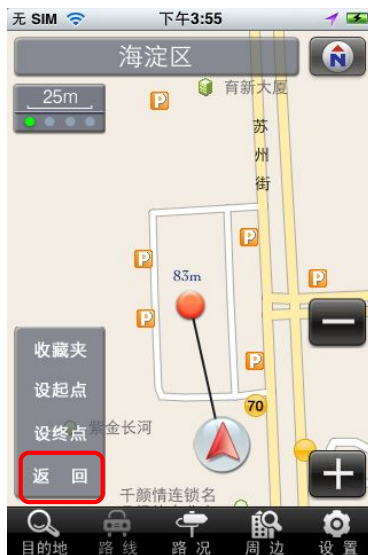 无 SIM 下午3:55
海淀区
N
25m
P
育新大厦
苏州街
P
P
83m
P
P
P
收藏夹
设起点
70
设终点
紫金长河
返 回
千颜情连锁名
目的地 路线 路况 周边 设置